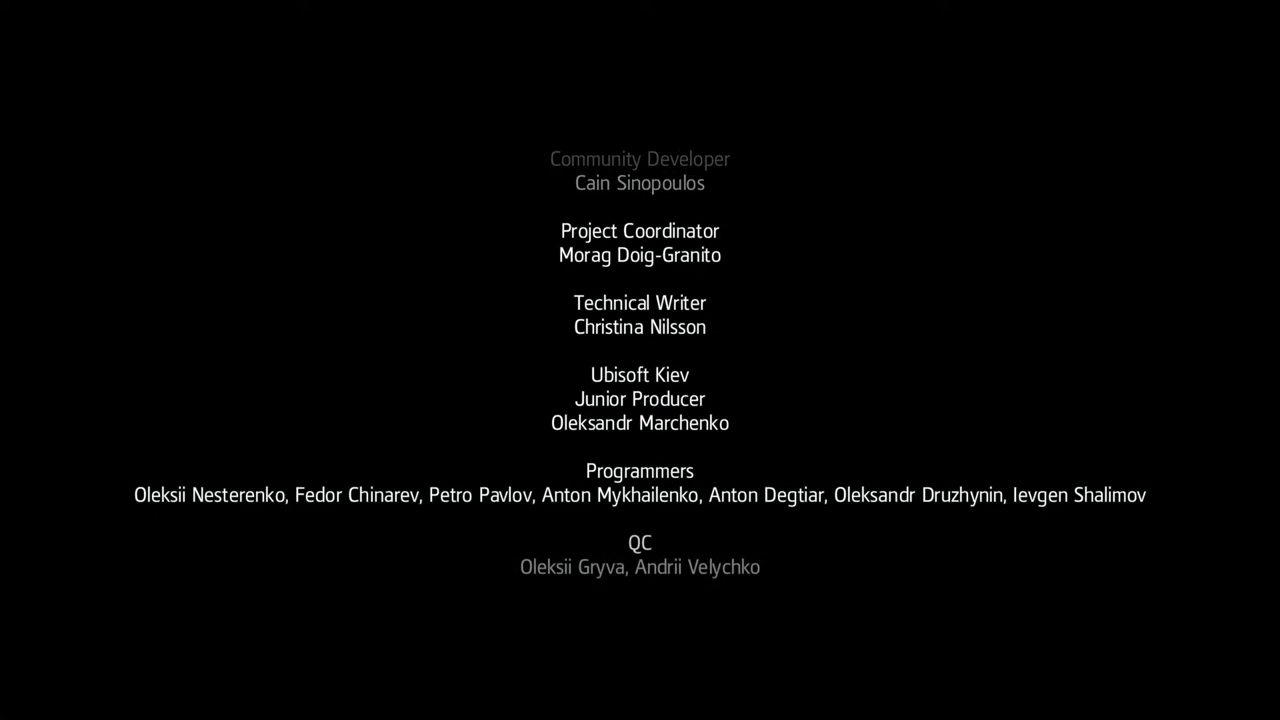 Community Developer
Cain Sinopoulos
Project Coordinator
Morag Doig-Granito
Technical Writer
Christina Nilsson
Ubisoft Kiev
Junior Producer
Oleksandr Marchenko
Programmers
Oleksii Nesterenko, Fedor Chinarev, Petro Pavlov, Anton Mykhailenko, Anton Degtiar, Oleksandr Druzhynin, Ievgen Shalimov
QC
Oleksii Gryva, Andrii Velychko